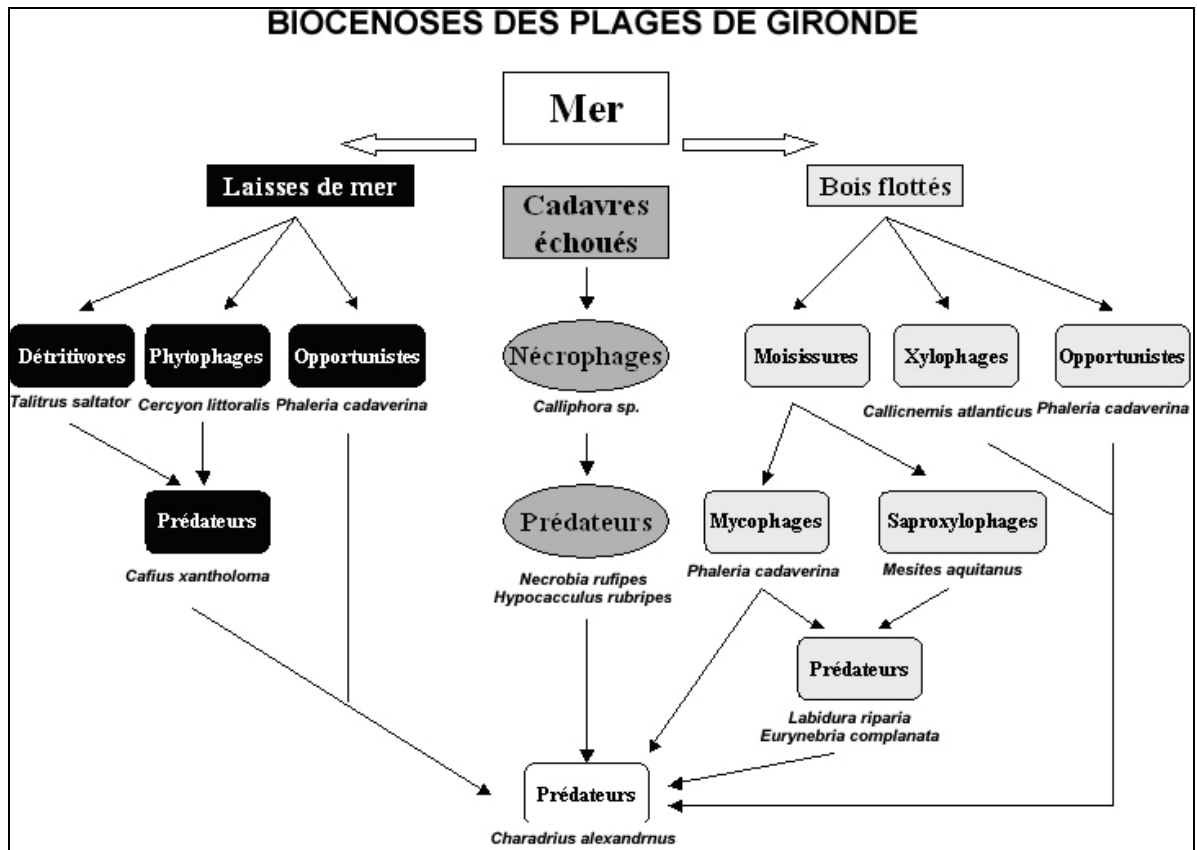 BIOCENOSES DES PLAGES DE GIRONDE
Mer
Laisses de mer
Cadavres
échoués
Bois flottés
Détritivores
Phytophages
Opportunistes
Nécrophages
Moisissures
Xylophages
Opportunistes
Talitrus saltator
Cercyon littoralis
Phaleria cadaverina
Calliphora sp.
Callicnemis atlanticus
Phaleria cadaverina
Prédateurs
Prédateurs
Mycophages
Saproxylophages
Cafius xantholoma
Necrobia rufipes
Hypocacculus rubripes
Phaleria cadaverina
Mesites aquitanus
Prédateurs
Labidura riparia
Eurynebria complanata
Prédateurs
Charadrius alexandrnus